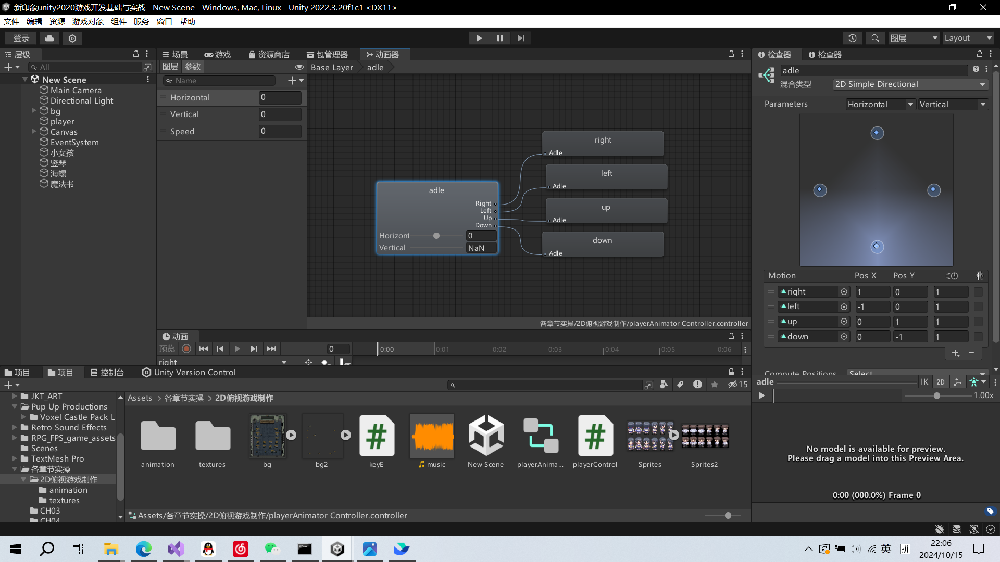 新印象unity2020游戏开发基础与实战 - New Scene - Windows, Mac, Linux - Unity 2022.3.20f1c1 <DX11>
文件 编辑 资源 游戏对象 组件 服务 窗口 帮助
登录
图层 Layout
层级
All
New Scene
Main Camera
Directional Light
bg
player
Canvas
EventSystem
小女孩
竖琴
海螺
魔法书
场景 游戏 资源商店 包管理器 动画器
图层 参数
Base Layer adle
Name
Horizontal 0
Vertical 0
Speed 0
adle
Right
Left
Up
Down
Horizont 0
Vertical NaN
right
Adle
left
Adle
up
Adle
down
Adle
各章节实操/2D俯视游戏制作/playerAnimator Controller.controller
动画
预览 0 0:00 0:01 0:02 0:03 0:04 0:05 0:06
right
检查器 检查器
adle
混合类型 2D Simple Directional
Parameters Horizontal Vertical
Motion Pos X Pos Y
right 1 0 1
left -1 0 1
up 0 1 1
down 0 -1 1
Compute Positions Select
adle IK 2D
1.00x
No model is available for preview.
Please drag a model into this Preview Area.
0:00 (000.0%) Frame 0
项目 项目 控制台 Unity Version Control
15
JKT_ART
Pup Up Productions
Voxel Castle Pack L
Retro Sound Effects
RPG_FPS_game_assets
Scenes
TextMesh Pro
各章节实操
2D俯视游戏制作
animation
textures
CH03
CH04
Assets 各章节实操 2D俯视游戏制作
animation textures bg bg2 keyE music New Scene playerAnima... playerControl Sprites Sprites2
Assets/各章节实操/2D俯视游戏制作/playerAnimator Controller.controller
英 拼
22:06
2024/10/15